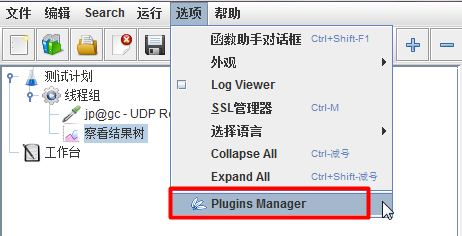 文件 编辑 Search 运行 选项 帮助
函数助手对话框 Ctrl+Shift-F1
外观
Log Viewer
SSL管理器 Ctrl-M
选择语言
Collapse All Ctrl-减号
Expand All Ctrl+Shift-减号
Plugins Manager
测试计划
线程组
jp@gc - UDP Re
察看结果树
工作台